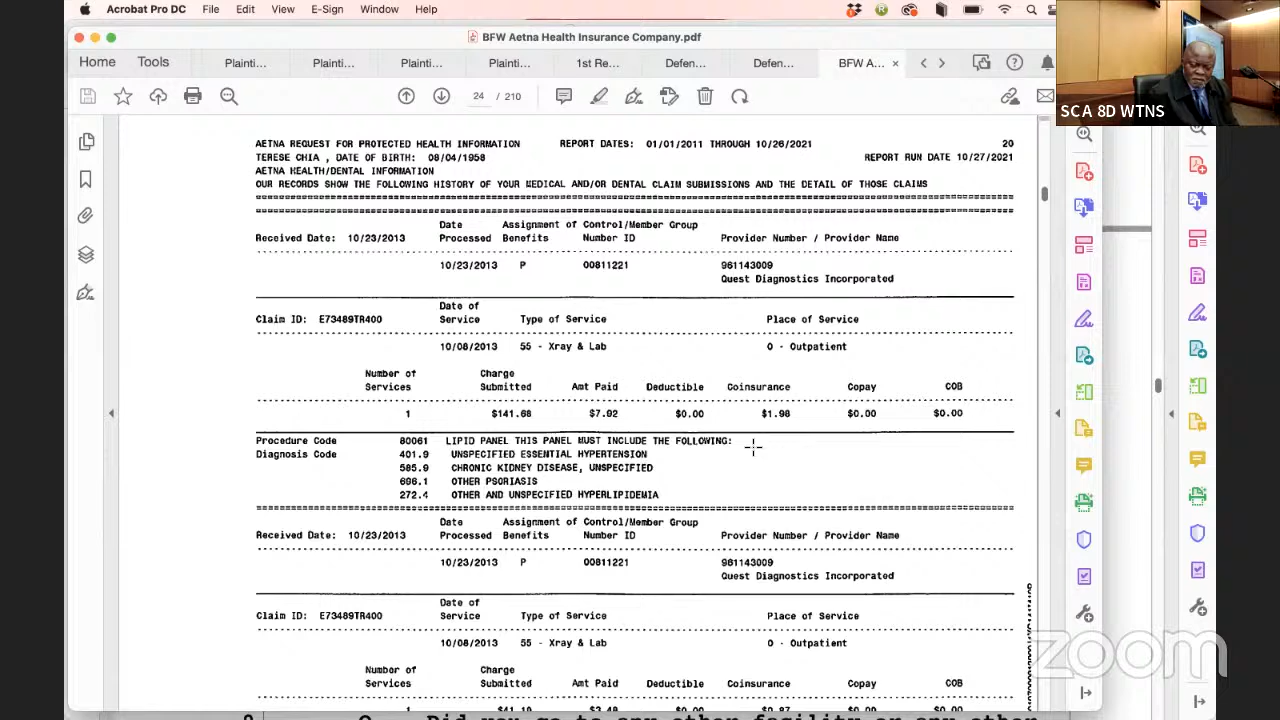 Acrobat Pro DC File Edit View E-Sign Window Help
BFW Aetna Health Insurance Company.pdf
Home Tools Plainti... Plainti... Plainti... Plainti... 1st Re... Defen... Defen... BFW A... ×
24 / 210
SCA 8D WTNS
AETNA REQUEST FOR PROTECTED HEALTH INFORMATION REPORT DATES: 01/01/2011 THROUGH 10/26/2021 20
TERESE CHIA , DATE OF BIRTH: 08/04/1958 REPORT RUN DATE 10/27/2021
AETNA HEALTH/DENTAL INFORMATION
OUR RECORDS SHOW THE FOLLOWING HISTORY OF YOUR MEDICAL AND/OR DENTAL CLAIM SUBMISSIONS AND THE DETAIL OF THOSE CLAIMS
Date Assignment of Control/Member Group
Received Date: 10/23/2013 Processed Benefits Number ID Provider Number / Provider Name
10/23/2013 P 00811221 961143009
Quest Diagnostics Incorporated
Date of
Claim ID: E73489TR400 Service Type of Service Place of Service
10/08/2013 55 - Xray & Lab O - Outpatient
Number of Charge
Services Submitted Amt Paid Deductible Coinsurance Copay COB
1 $141.68 $7.92 $0.00 $1.98 $0.00 $0.00
Procedure Code 80061 LIPID PANEL THIS PANEL MUST INCLUDE THE FOLLOWING:
Diagnosis Code 401.9 UNSPECIFIED ESSENTIAL HYPERTENSION
585.9 CHRONIC KIDNEY DISEASE, UNSPECIFIED
696.1 OTHER PSORIASIS
272.4 OTHER AND UNSPECIFIED HYPERLIPIDEMIA
Date Assignment of Control/Member Group
Received Date: 10/23/2013 Processed Benefits Number ID Provider Number / Provider Name
10/23/2013 P 00811221 961143009
Quest Diagnostics Incorporated
Date of
Claim ID: E73489TR400 Service Type of Service Place of Service
10/08/2013 55 - Xray & Lab O - Outpatient
Number of Charge
Services Submitted Amt Paid Deductible Coinsurance Copay COB
zoom
Q. Did you go to any other facility or any other